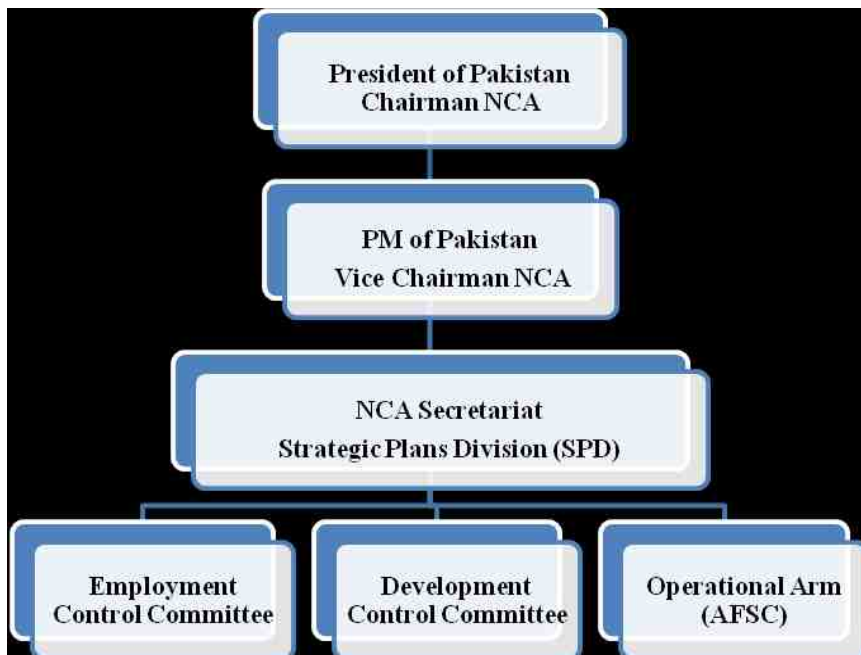 President of Pakistan
Chairman NCA
PM of Pakistan
Vice Chairman NCA
NCA Secretariat
Strategic Plans Division (SPD)
Employment
Control Committee
Development
Control Committee
Operational Arm
(AFSC)